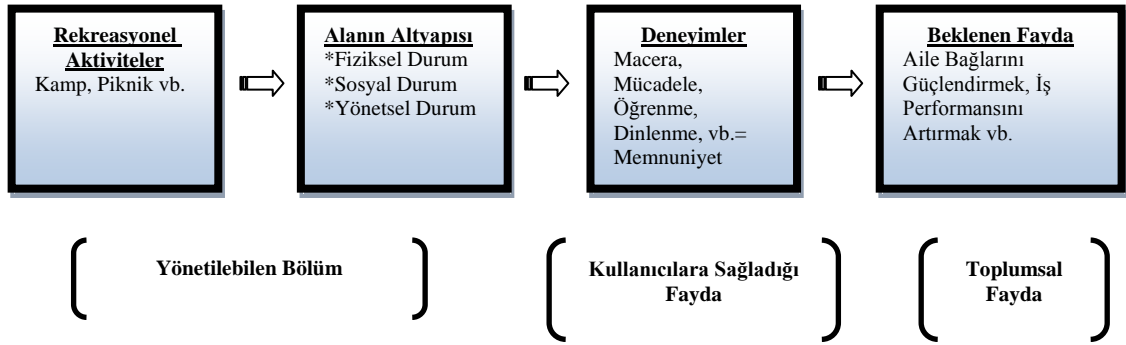 Rekreasyonel
Aktiviteler
Kamp, Piknik vb.
Alanın Altyapısı
*Fiziksel Durum
*Sosyal Durum
*Yönetsel Durum
Deneyimler
Macera,
Mücadele,
Öğrenme,
Dinlenme, vb.=
Memnuniyet
Beklenen Fayda
Aile Bağlarını
Güçlendirmek, İş
Performansını
Artırmak vb.
Yönetilebilen Bölüm
Kullanıcılara Sağladığı
Fayda
Toplumsal
Fayda